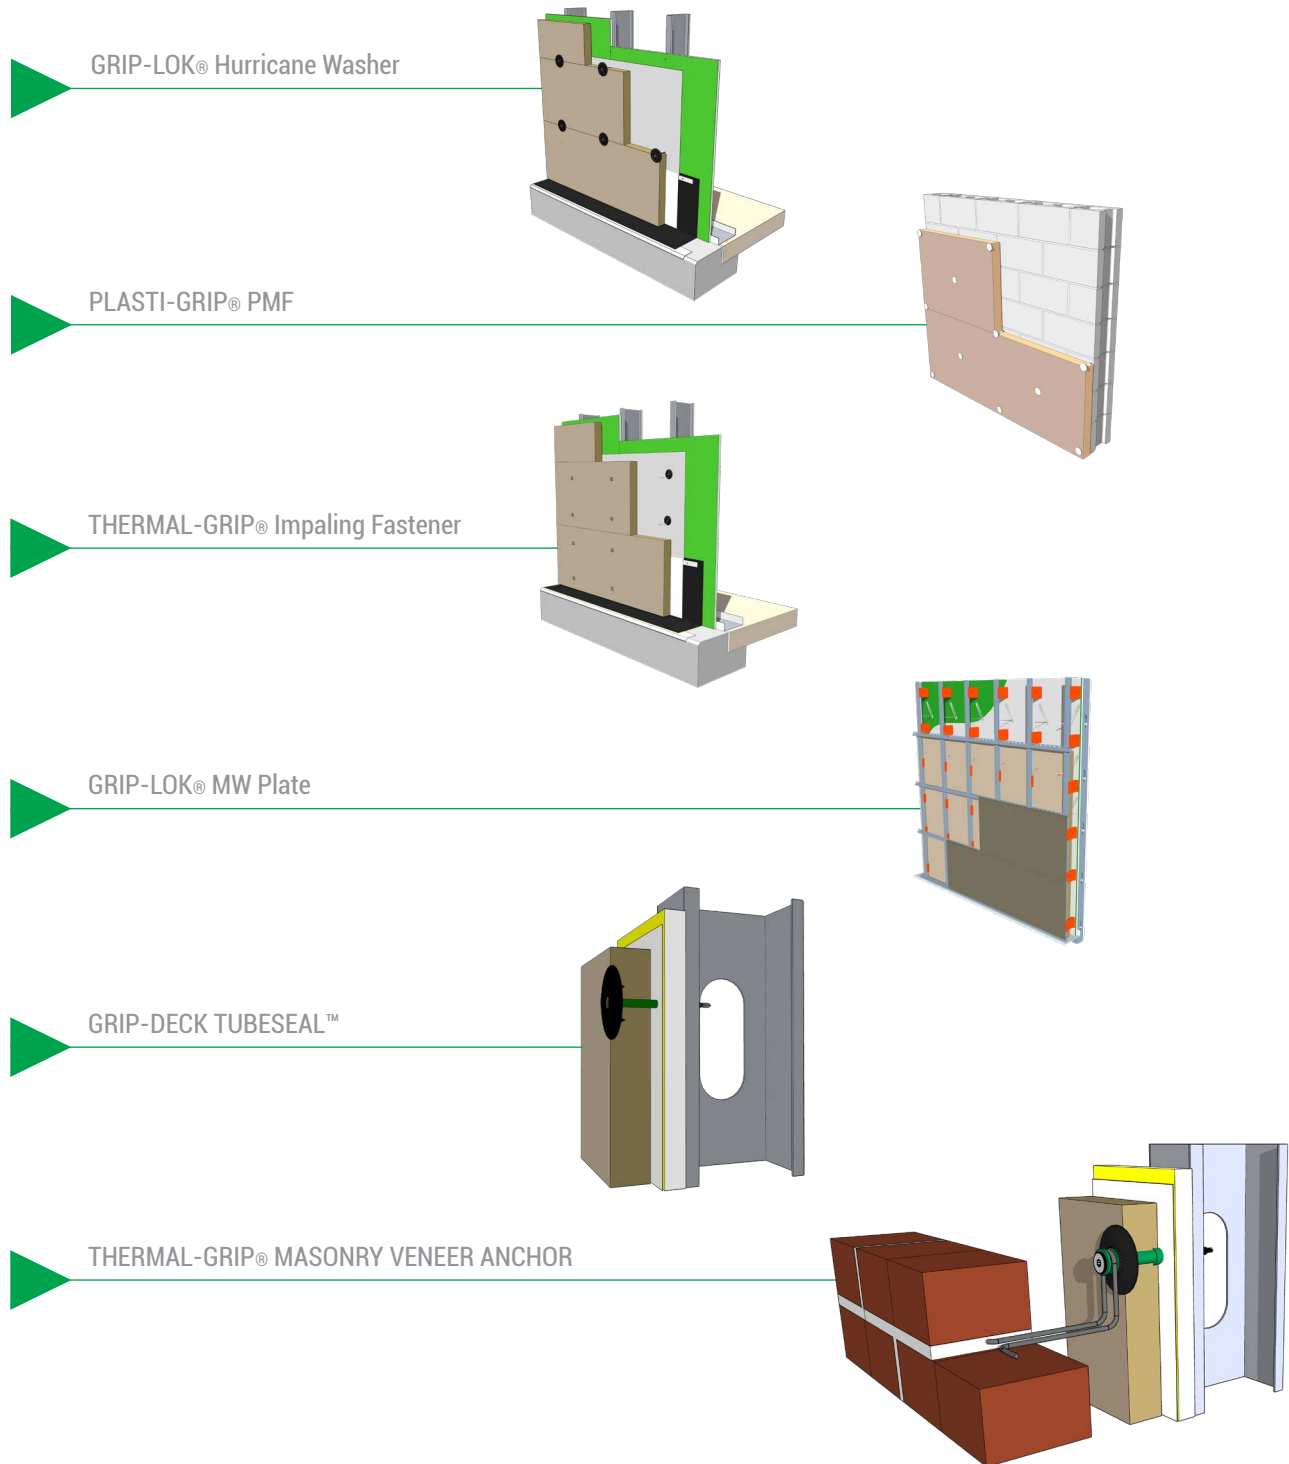 GRIP-LOK® Hurricane Washer
PLASTI-GRIP® PMF
THERMAL-GRIP® Impaling Fastener
GRIP-LOK® MW Plate
GRIP-DECK TUBESEAL™
THERMAL-GRIP® MASONRY VENEER ANCHOR